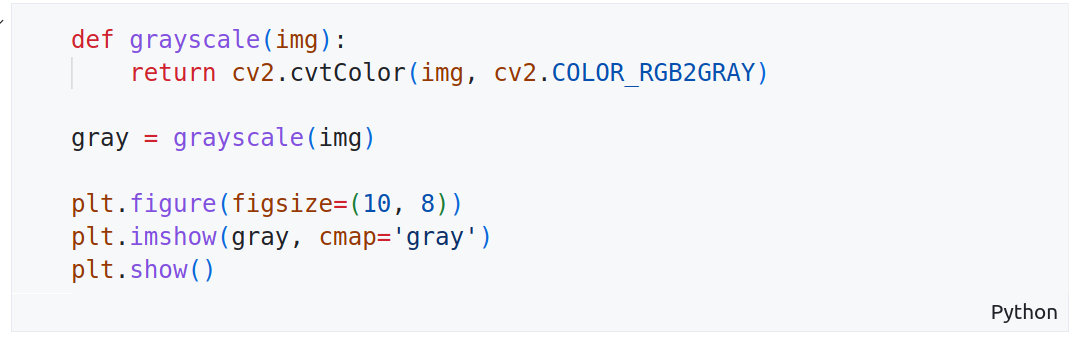 def grayscale(img):
    return cv2.cvtColor(img, cv2.COLOR_RGB2GRAY)
gray = grayscale(img)
plt.figure(figsize=(10, 8))
plt.imshow(gray, cmap='gray')
plt.show()
Python